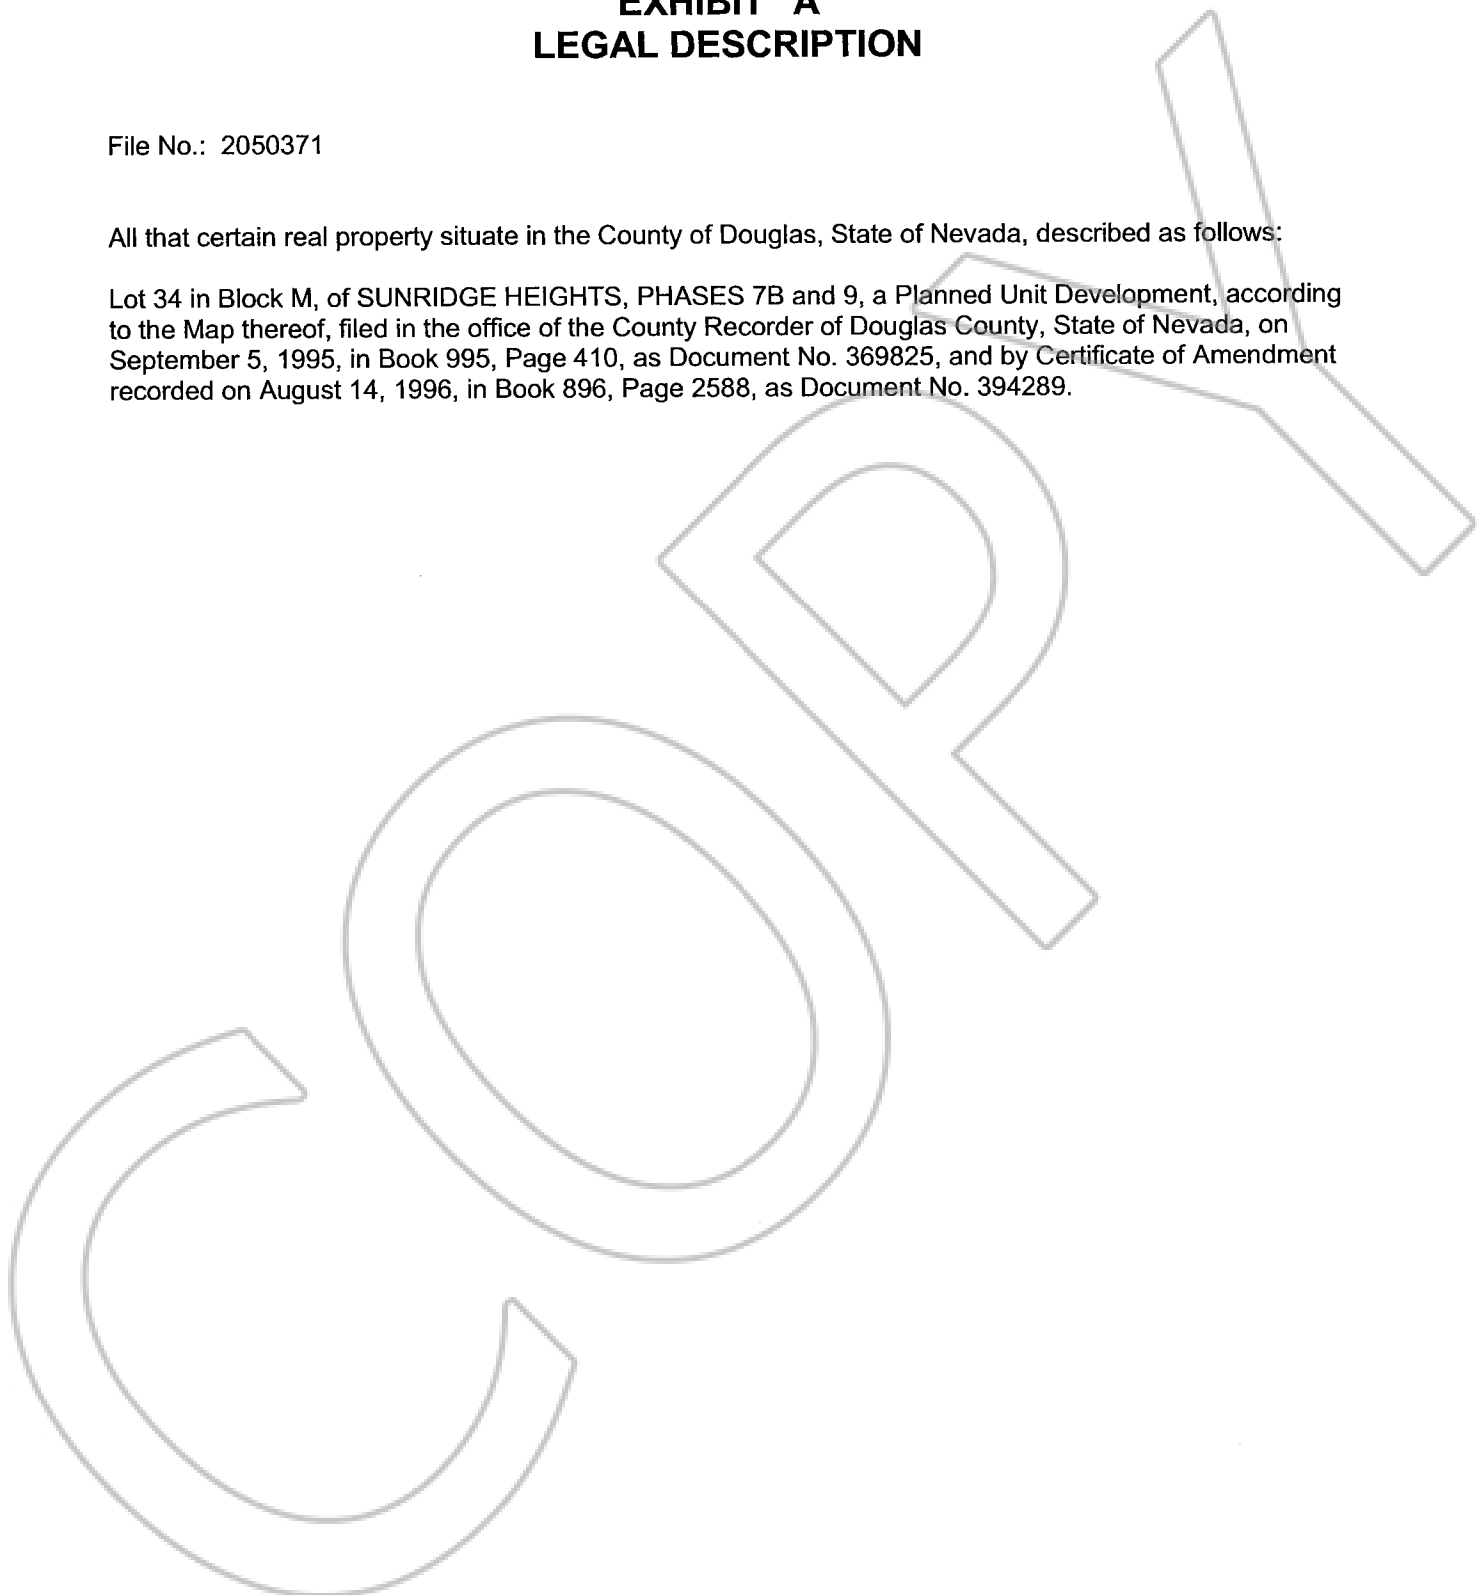 EXHIBIT A
LEGAL DESCRIPTION
File No.: 2050371
All that certain real property situate in the County of Douglas, State of Nevada, described as follows:
Lot 34 in Block M, of SUNRIDGE HEIGHTS, PHASES 7B and 9, a Planned Unit Development, according
to the Map thereof, filed in the office of the County Recorder of Douglas County, State of Nevada, on
September 5, 1995, in Book 995, Page 410, as Document No. 369825, and by Certificate of Amendment
recorded on August 14, 1996, in Book 896, Page 2588, as Document No. 394289.
COPY